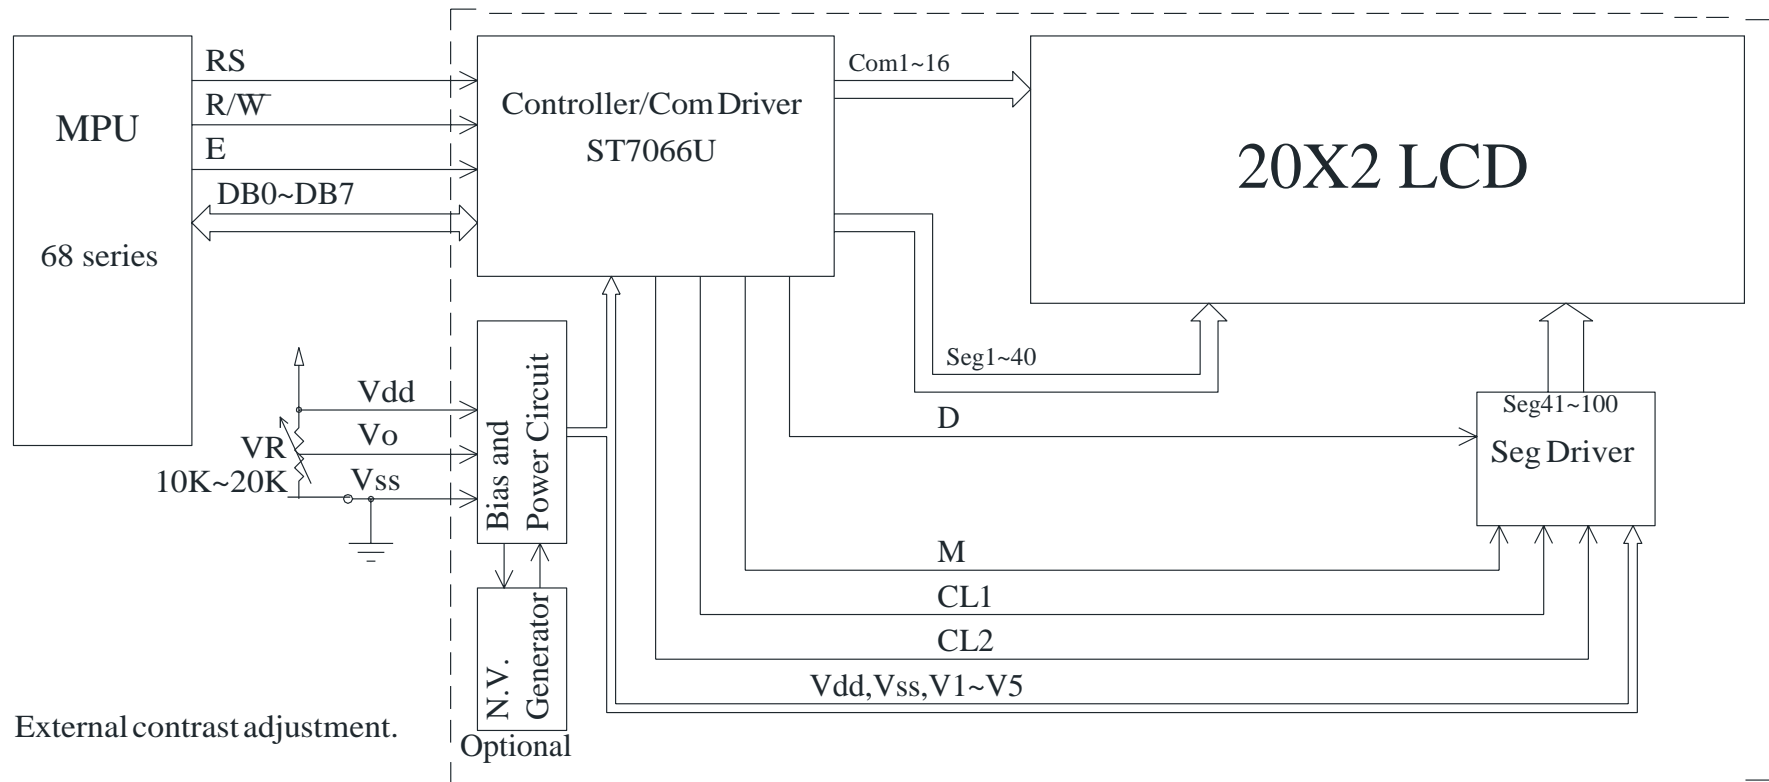 MPU
68 series
RS
R/W̅
E
DB0~DB7
Controller/Com Driver
ST7066U
Com1~16
20X2 LCD
Seg1~40
D
Seg41~100
Seg Driver
Vdd
Vo
Vss
VR
10K~20K
Bias and
Power Circuit
N.V.
Generator
Optional
M
CL1
CL2
Vdd,Vss,V1~V5
External contrast adjustment.